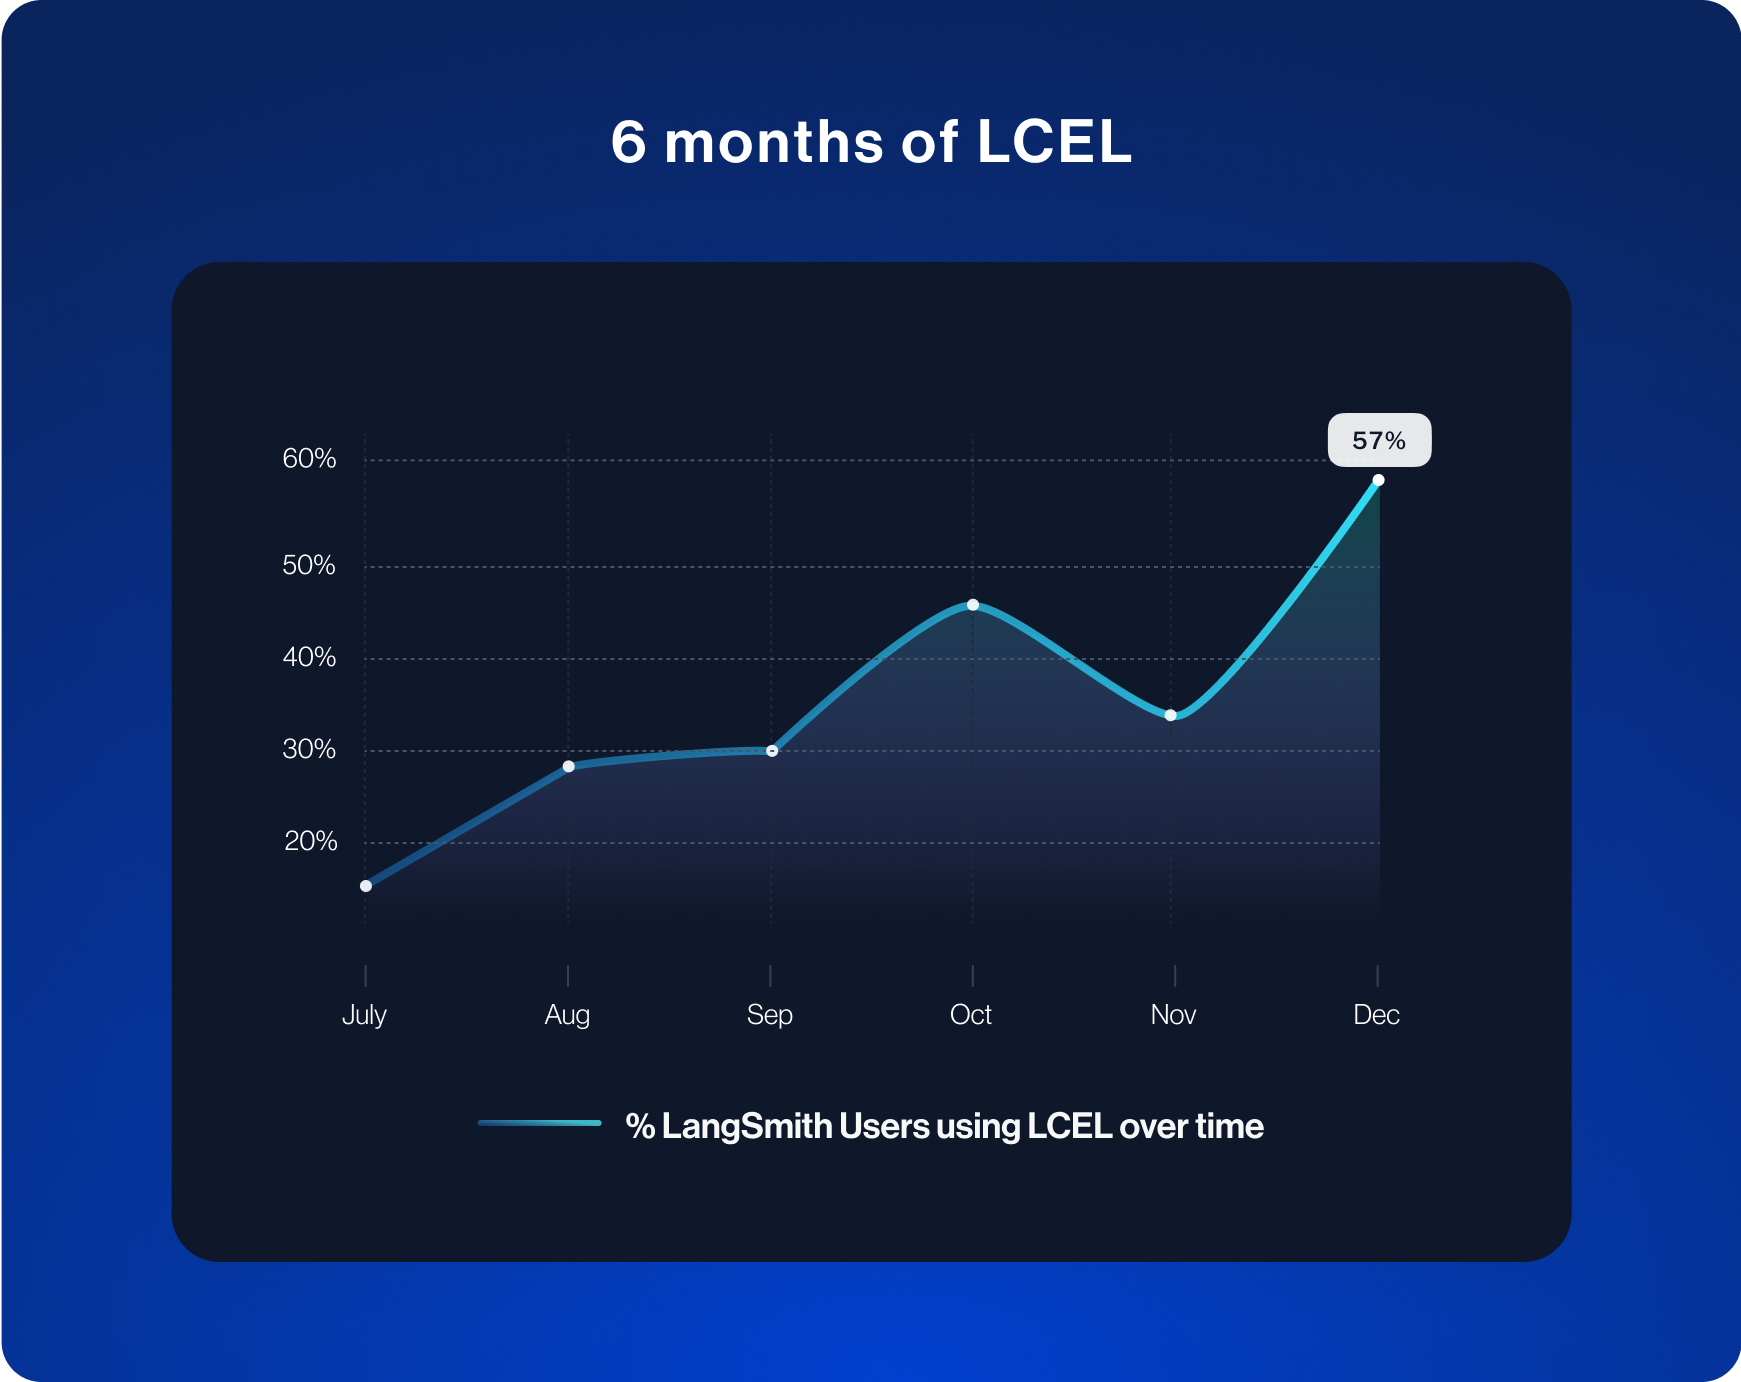 6 months of LCEL
57%
60%
50%
40%
30%
20%
July Aug Sep Oct Nov Dec
% LangSmith Users using LCEL over time